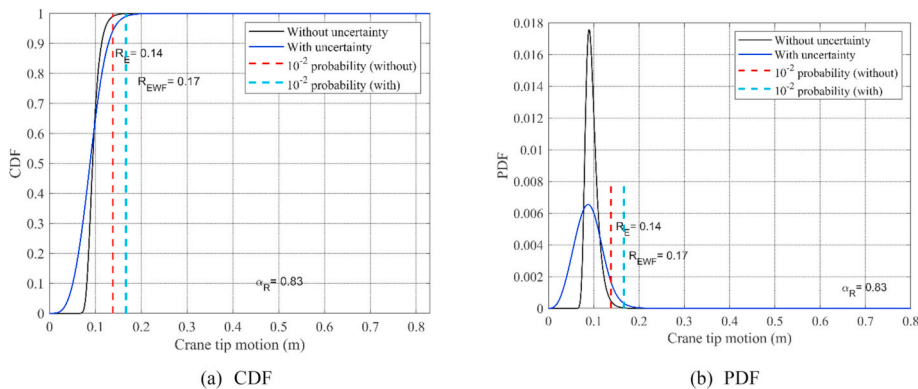 Without uncertainty
With uncertainty
10⁻² probability (without)
10⁻² probability (with)
R_E = 0.14
R_EWF = 0.17
α_R = 0.83
CDF
1
0.9
0.8
0.7
0.6
0.5
0.4
0.3
0.2
0.1
0
0 0.1 0.2 0.3 0.4 0.5 0.6 0.7 0.8
Crane tip motion (m)
(a) CDF
Without uncertainty
With uncertainty
10⁻² probability (without)
10⁻² probability (with)
R_E = 0.14
R_EWF = 0.17
α_R = 0.83
PDF
0.018
0.016
0.014
0.012
0.010
0.008
0.006
0.004
0.002
0
0 0.1 0.2 0.3 0.4 0.5 0.6 0.7 0.8
Crane tip motion (m)
(b) PDF